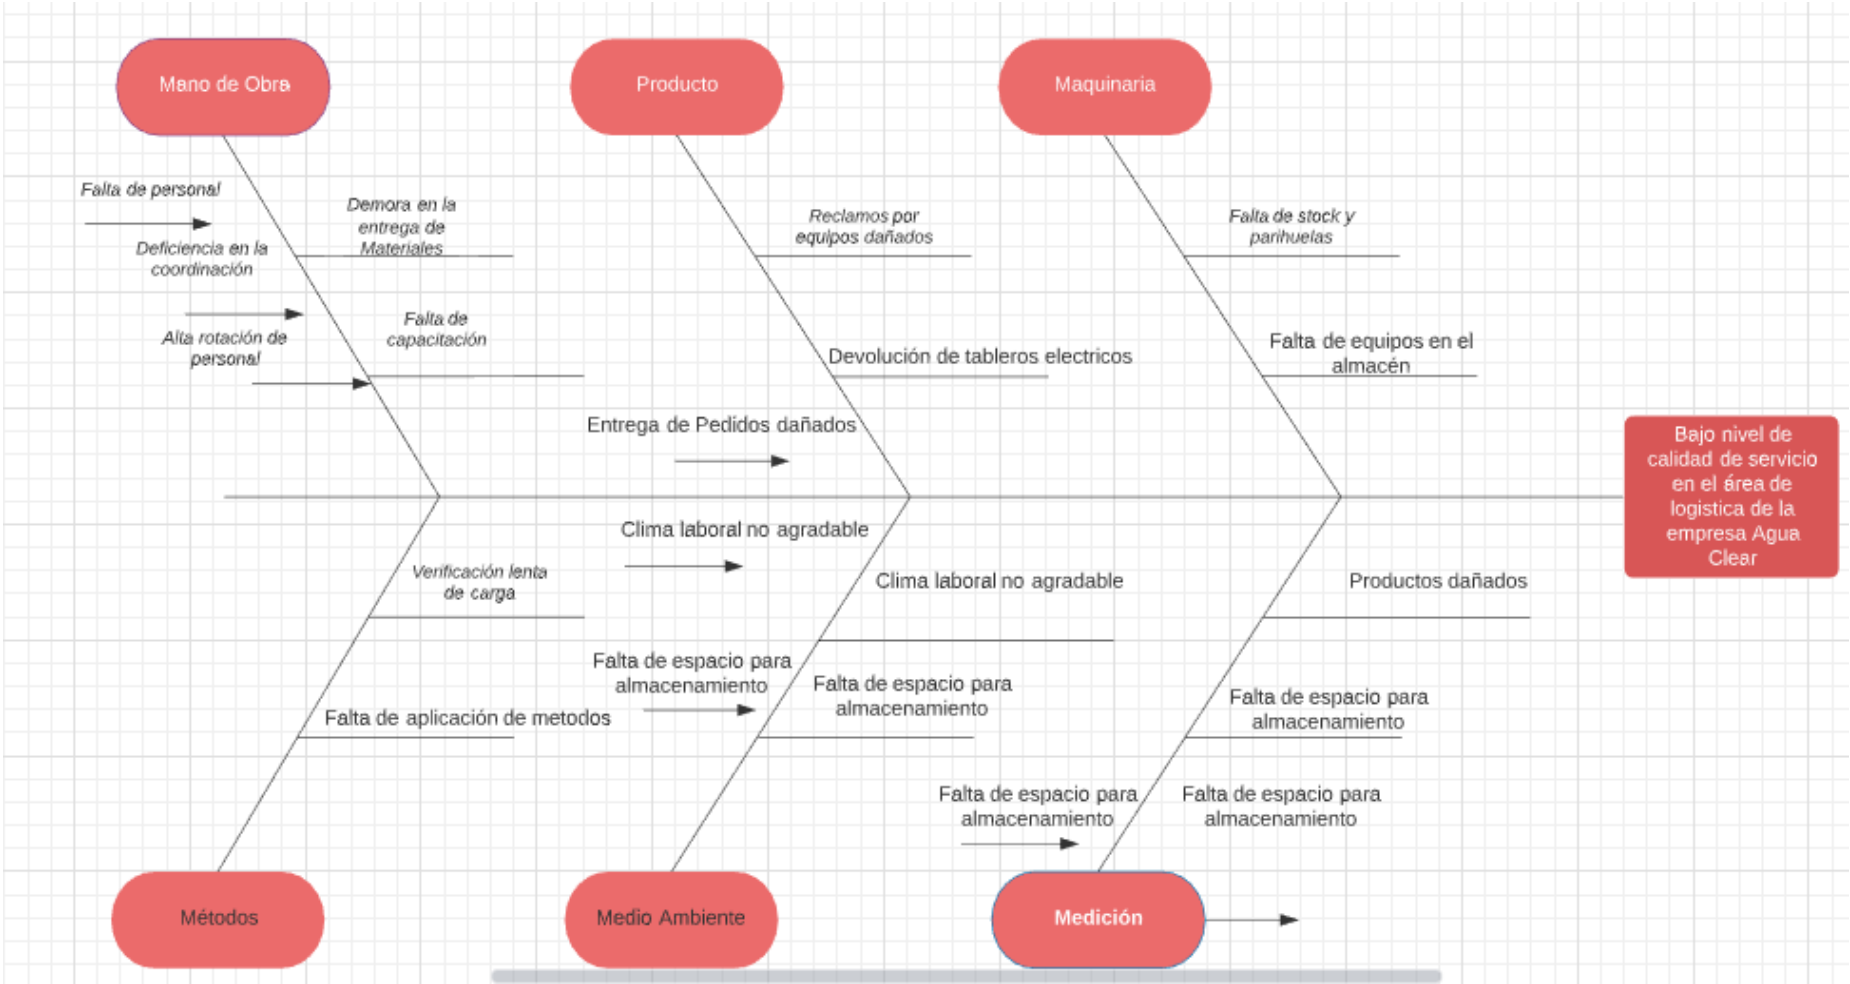 Mano de Obra
Producto
Maquinaria
Falta de personal
Deficiencia en la
coordinación
Alta rotación de
personal
Demora en la
entrega de
Materiales
Falta de
capacitación
Reclamos por
equipos dañados
Devolución de tableros electricos
Entrega de Pedidos dañados
Falta de stock y
parihuelas
Falta de equipos en el
almacén
Bajo nivel de
calidad de servicio
en el área de
logistica de la
empresa Agua
Clear
Verificación lenta
de carga
Falta de aplicación de metodos
Clima laboral no agradable
Clima laboral no agradable
Falta de espacio para
almacenamiento
Falta de espacio para
almacenamiento
Productos dañados
Falta de espacio para
almacenamiento
Falta de espacio para
almacenamiento
Falta de espacio para
almacenamiento
Métodos
Medio Ambiente
Medición